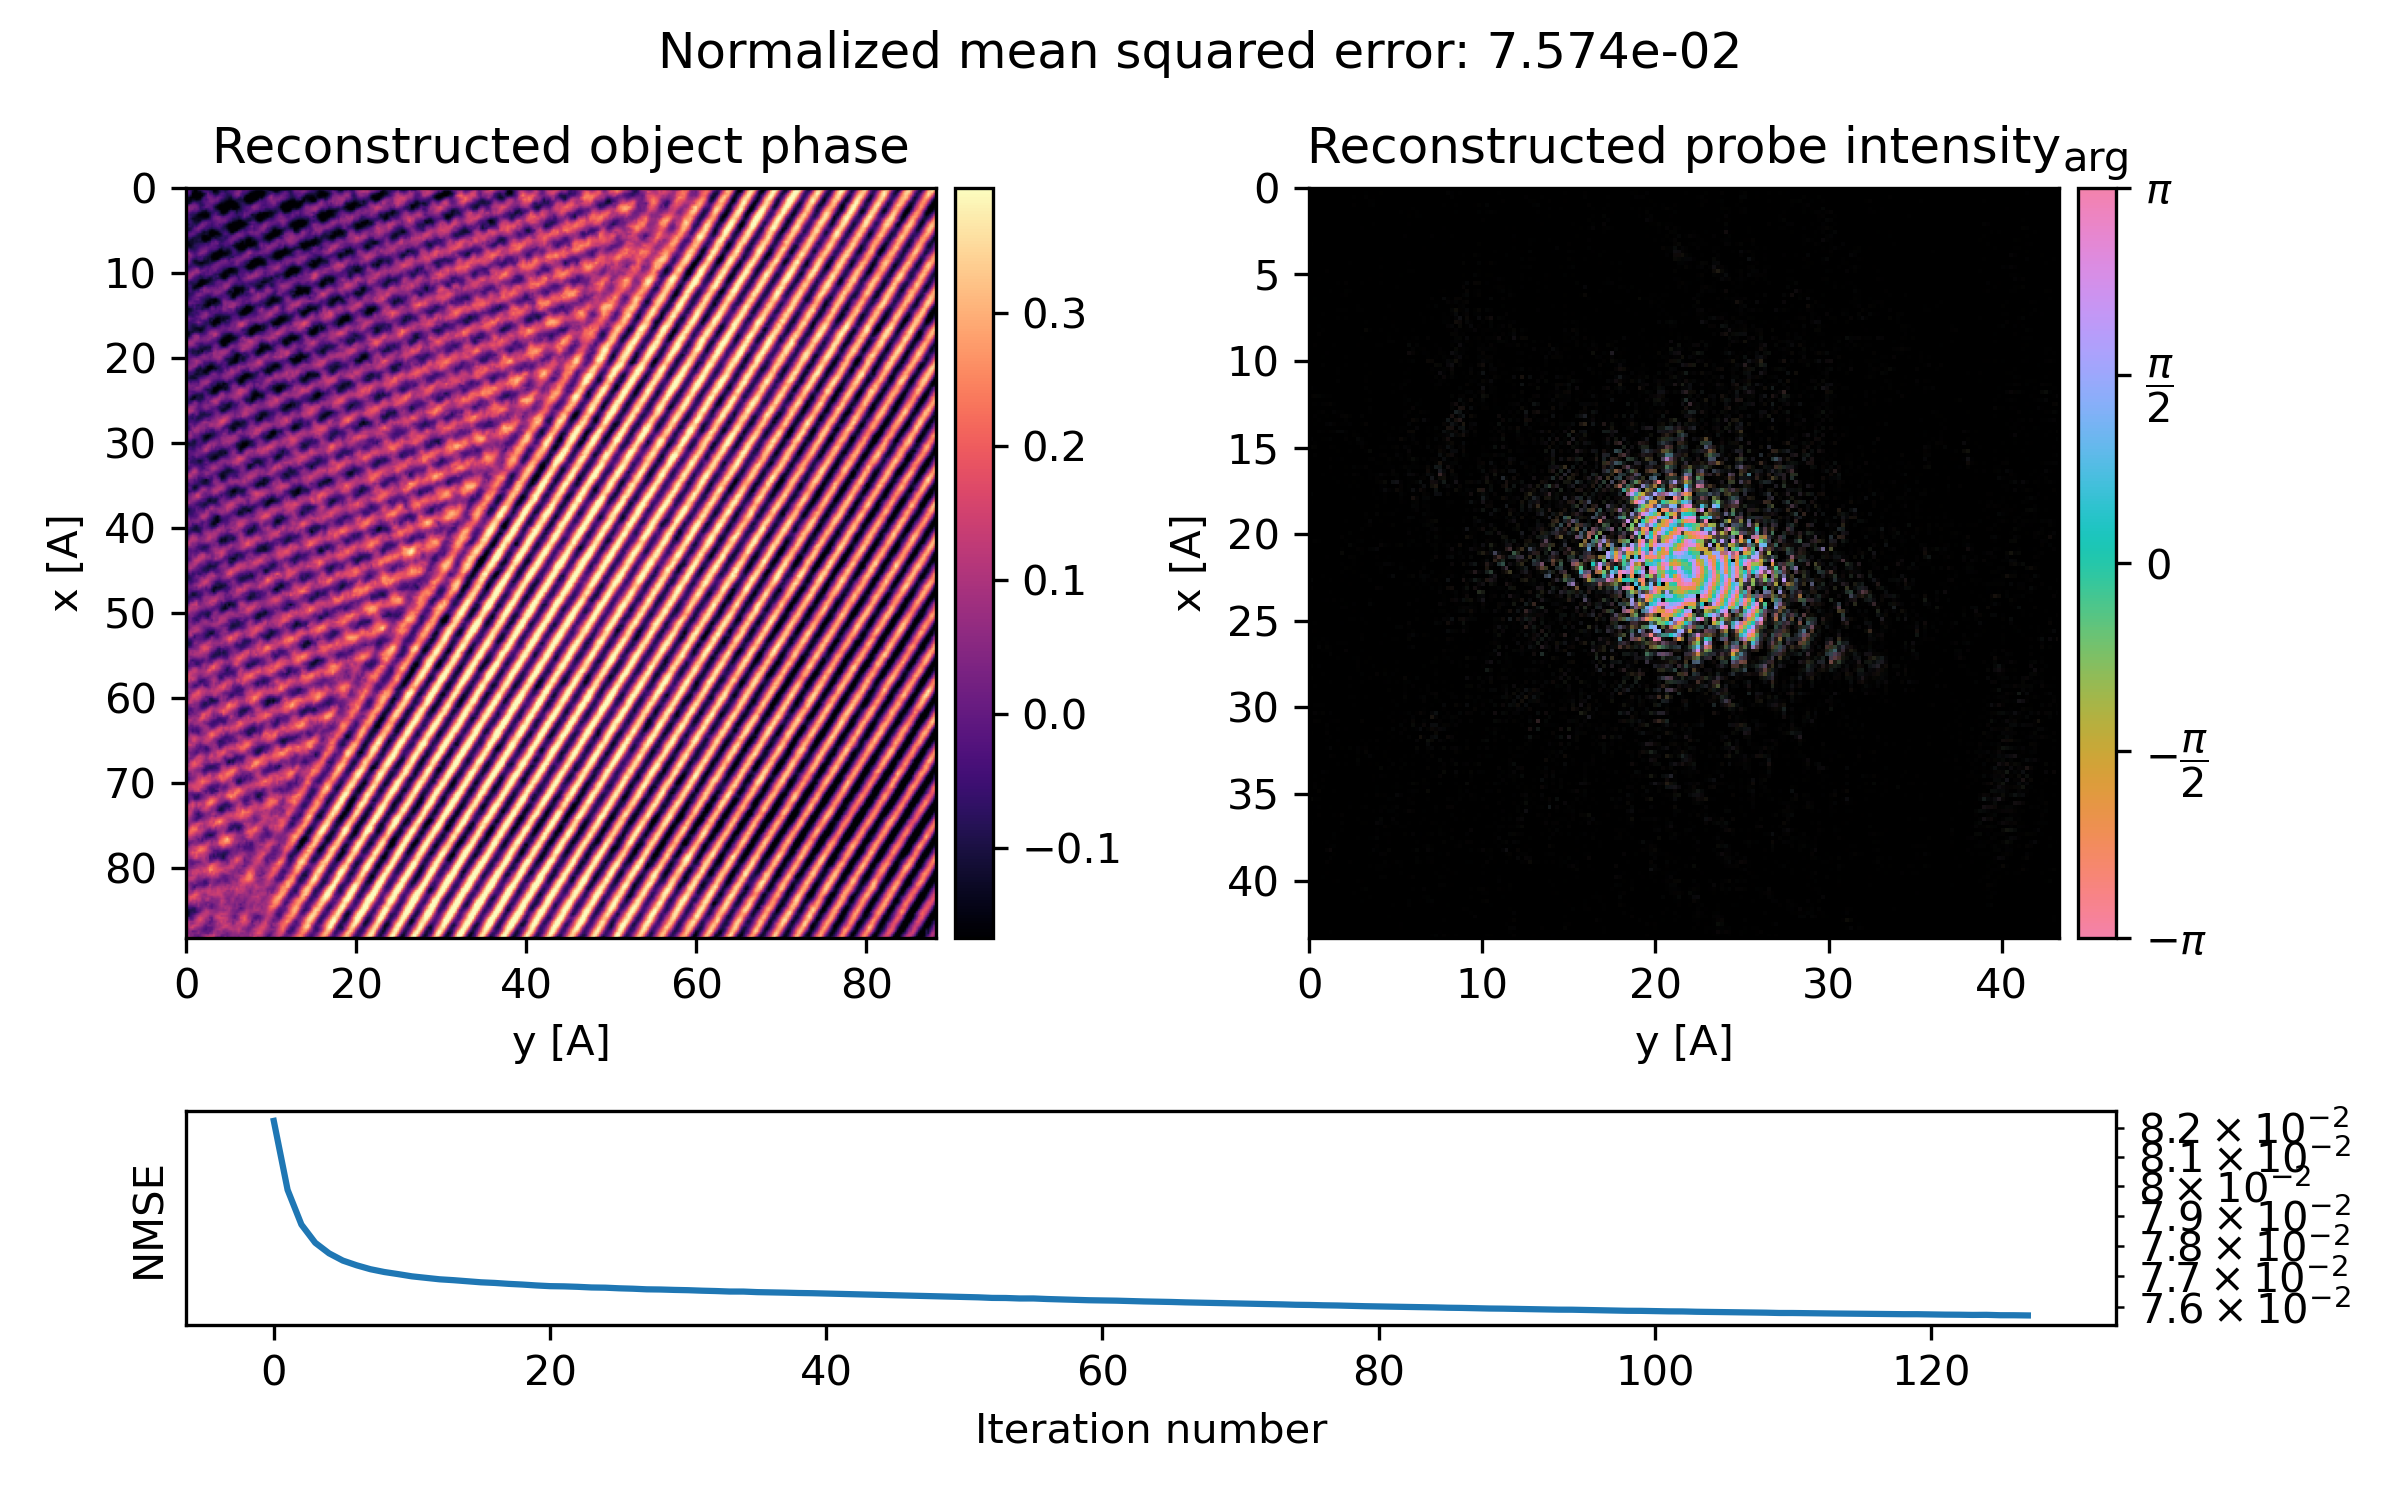 Normalized mean squared error: 7.574e-02
Reconstructed object phase
0
10
20
30
40
50
60
70
80
x [A]
0 20 40 60 80
y [A]
0.3
0.2
0.1
0.0
−0.1
Reconstructed probe intensity
0
5
10
15
20
25
30
35
40
x [A]
0 10 20 30 40
y [A]
arg
π
π/2
0
−π/2
−π
NMSE
8.2 × 10⁻²
8.1 × 10⁻²
8 × 10⁻²
7.9 × 10⁻²
7.8 × 10⁻²
7.7 × 10⁻²
7.6 × 10⁻²
0 20 40 60 80 100 120
Iteration number